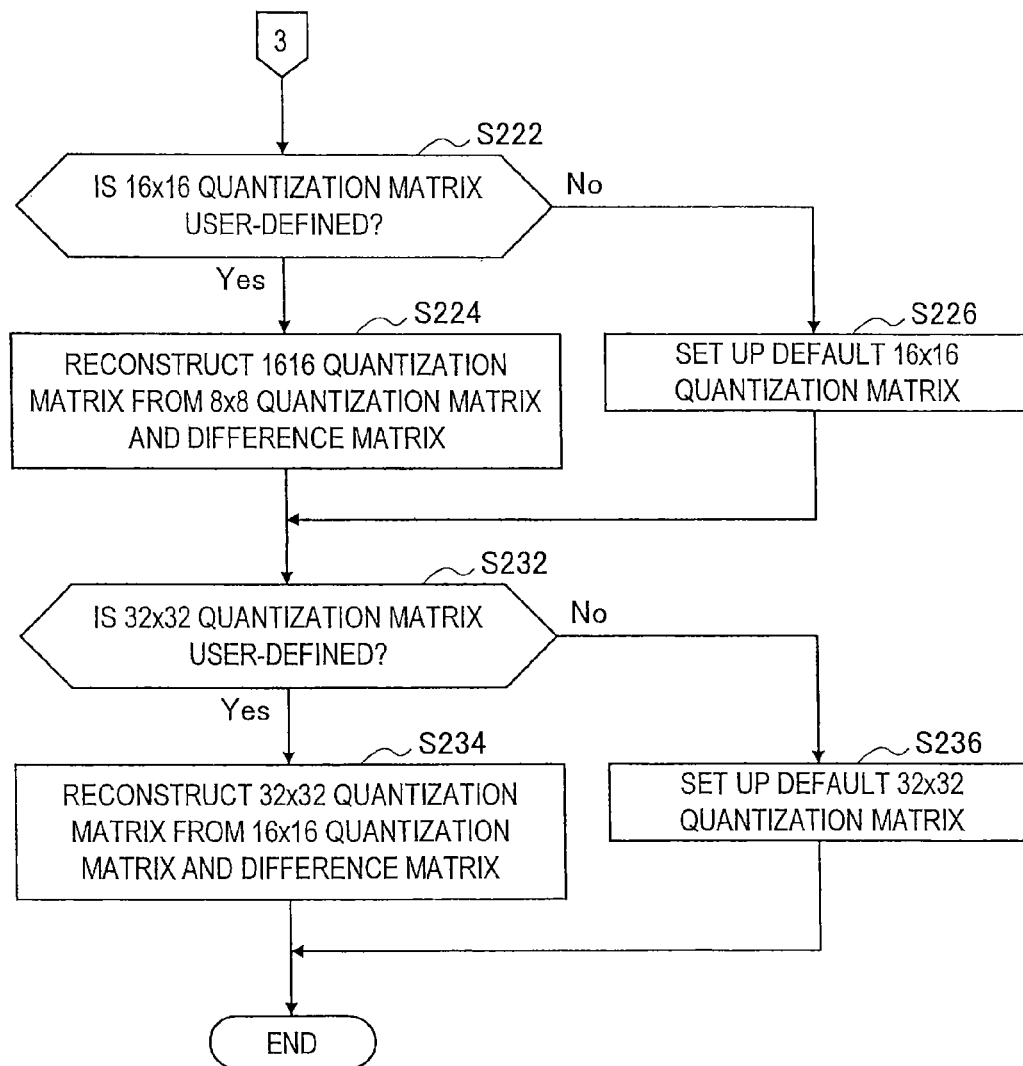 3
S222
IS 16x16 QUANTIZATION MATRIX
USER-DEFINED?
No
Yes
S224
RECONSTRUCT 1616 QUANTIZATION
MATRIX FROM 8x8 QUANTIZATION MATRIX
AND DIFFERENCE MATRIX
S226
SET UP DEFAULT 16x16
QUANTIZATION MATRIX
S232
IS 32x32 QUANTIZATION MATRIX
USER-DEFINED?
No
Yes
S234
RECONSTRUCT 32x32 QUANTIZATION
MATRIX FROM 16x16 QUANTIZATION
MATRIX AND DIFFERENCE MATRIX
S236
SET UP DEFAULT 32x32
QUANTIZATION MATRIX
END